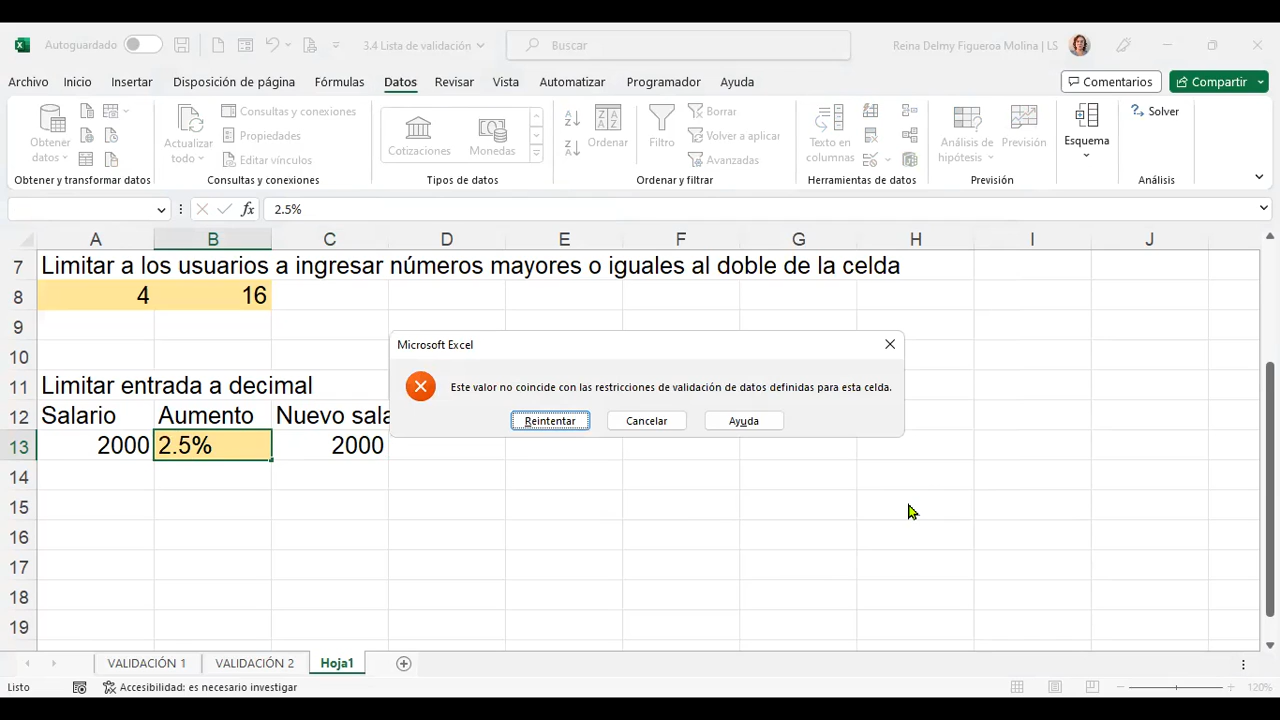 Autoguardado
3.4 Lista de validación
Buscar
Reina Delmy Figueroa Molina | LS
Archivo Inicio Insertar Disposición de página Fórmulas Datos Revisar Vista Automatizar Programador Ayuda
Comentarios
Compartir
Obtener datos
Actualizar todo
Consultas y conexiones
Propiedades
Editar vínculos
Cotizaciones
Monedas
Ordenar
Filtro
Borrar
Volver a aplicar
Avanzadas
Texto en columnas
Análisis de hipótesis
Previsión
Esquema
Solver
Obtener y transformar datos
Consultas y conexiones
Tipos de datos
Ordenar y filtrar
Herramientas de datos
Previsión
Análisis
fx 2.5%
A B C D E F G H I J
7 Limitar a los usuarios a ingresar números mayores o iguales al doble de la celda
8 4 16
9
10
11 Limitar entrada a decimal
12 Salario Aumento Nuevo sala
13 2000 2.5% 2000
14
15
16
17
18
19
Microsoft Excel
Este valor no coincide con las restricciones de validación de datos definidas para esta celda.
Reintentar Cancelar Ayuda
VALIDACIÓN 1 VALIDACIÓN 2 Hoja1
Listo
Accesibilidad: es necesario investigar
120%